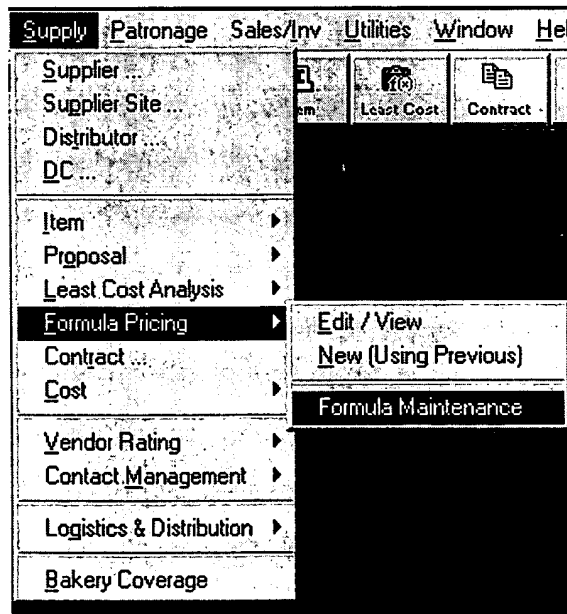 Supply Patronage Sales/Inv Utilities Window Hel
Supplier ...
Supplier Site ...
Distributor ...
DC ...
em Least Cost Contract
Item
Proposal
Least Cost Analysis
Formula Pricing
Edit / View
New (Using Previous)
Formula Maintenance
Contract ...
Cost
Vendor Rating
Contact Management
Logistics & Distribution
Bakery Coverage